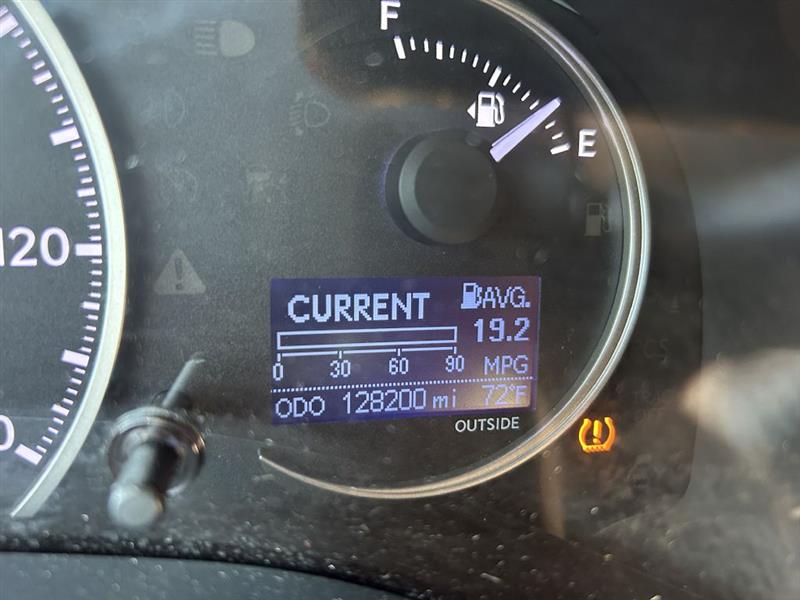 F
E
120
CURRENT
AVG.
19.2
0 30 60 90
MPG
ODO 128200 mi 72°F
OUTSIDE